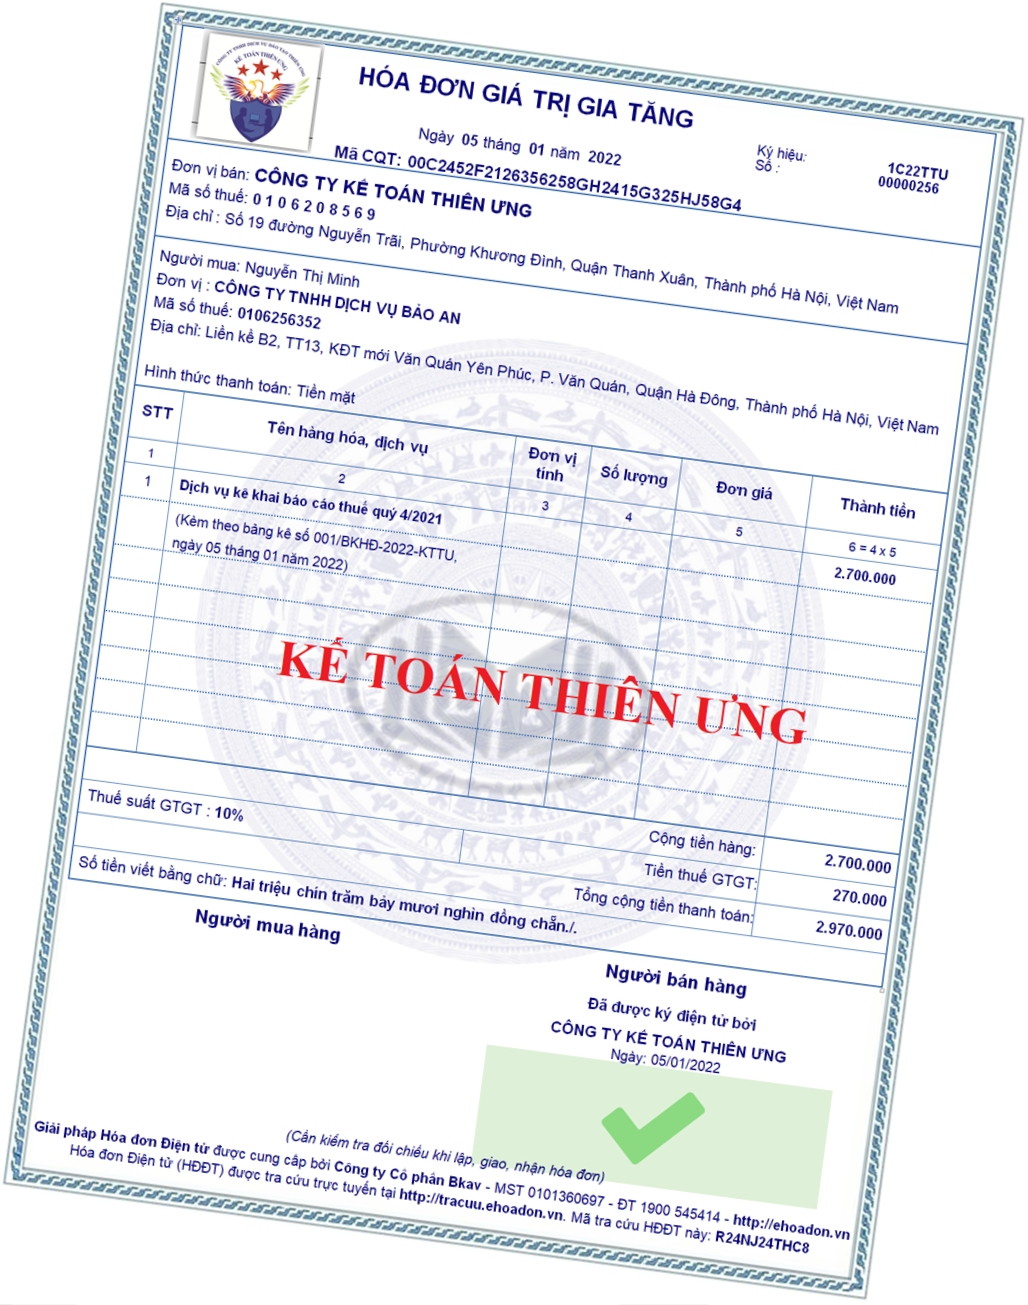 CÔNG TY TNHH DỊCH VỤ ĐÀO TẠO THIÊN ƯNG
KẾ TOÁN THIÊN ƯNG
HÓA ĐƠN GIÁ TRỊ GIA TĂNG
Ngày 05 tháng 01 năm 2022
Ký hiệu: 1C22TTU
Mã CQT: 00C2452F2126356258GH2415G325HJ58G4
Số : 00000256
Đơn vị bán: CÔNG TY KẾ TOÁN THIÊN ƯNG
Mã số thuế: 0 1 0 6 2 0 8 5 6 9
Địa chỉ : Số 19 đường Nguyễn Trãi, Phường Khương Đình, Quận Thanh Xuân, Thành phố Hà Nội, Việt Nam
Người mua: Nguyễn Thị Minh
Đơn vị : CÔNG TY TNHH DỊCH VỤ BẢO AN
Mã số thuế: 0106256352
Địa chỉ: Liền kề B2, TT13, KĐT mới Văn Quán Yên Phúc, P. Văn Quán, Quận Hà Đông, Thành phố Hà Nội, Việt Nam
Hình thức thanh toán: Tiền mặt
STT Tên hàng hóa, dịch vụ Đơn vị tính Số lượng Đơn giá Thành tiền
1 2 3 4 5 6 = 4 x 5
1 Dịch vụ kê khai báo cáo thuế quý 4/2021 2.700.000
(Kèm theo bảng kê số 001/BKHĐ-2022-KTTU,
ngày 05 tháng 01 năm 2022)
KẾ TOÁN THIÊN ƯNG
Cộng tiền hàng: 2.700.000
Thuế suất GTGT : 10% Tiền thuế GTGT: 270.000
Tổng cộng tiền thanh toán: 2.970.000
Số tiền viết bằng chữ: Hai triệu chín trăm bảy mươi nghìn đồng chẵn./.
Người mua hàng
Người bán hàng
Đã được ký điện tử bởi
CÔNG TY KẾ TOÁN THIÊN ƯNG
Ngày: 05/01/2022
(Cần kiểm tra đối chiếu khi lập, giao, nhận hóa đơn)
Giải pháp Hóa đơn Điện tử được cung cấp bởi Công ty Cổ phần Bkav - MST 0101360697 - ĐT 1900 545414 - http://ehoadon.vn
Hóa đơn Điện tử (HĐĐT) được tra cứu trực tuyến tại http://tracuu.ehoadon.vn. Mã tra cứu HĐĐT này: R24NJ24THC8